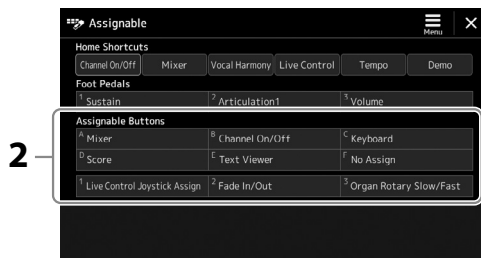 Assignable
Menu
Home Shortcuts
Channel On/Off Mixer Vocal Harmony Live Control Tempo Demo
Foot Pedals
1 Sustain 2 Articulation1 3 Volume
Assignable Buttons
A Mixer B Channel On/Off C Keyboard
2
D Score E Text Viewer F No Assign
1 Live Control Joystick Assign 2 Fade In/Out 3 Organ Rotary Slow/Fast